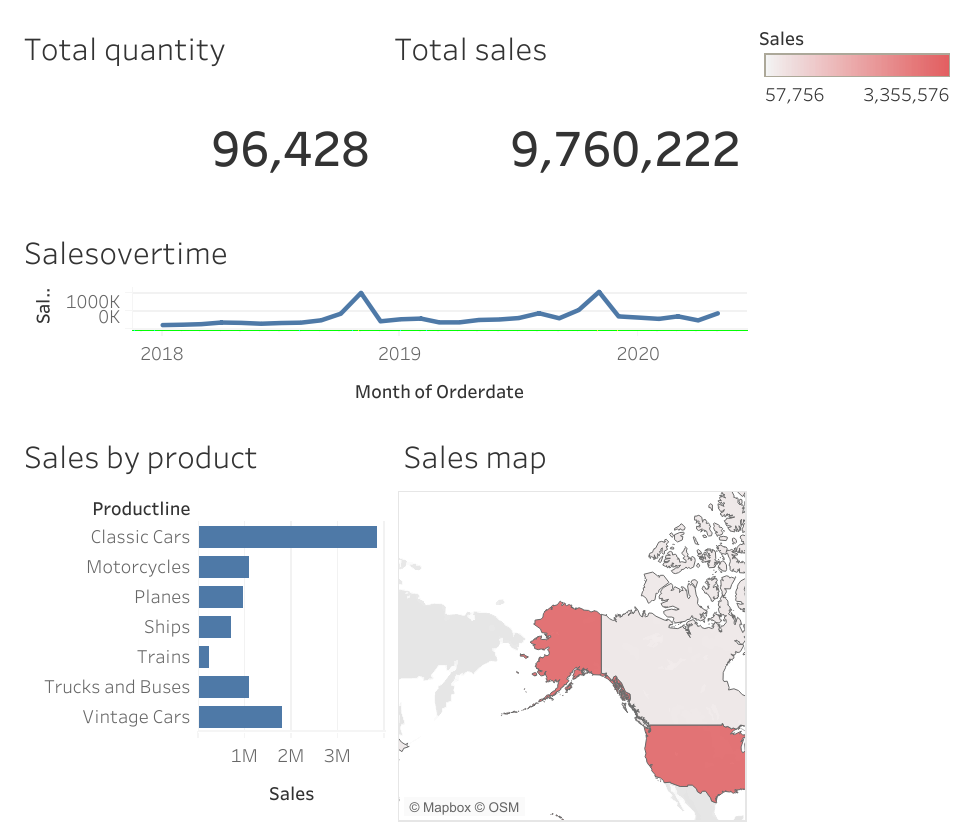 Total quantity
Total sales
Sales
57,756 3,355,576
96,428
9,760,222
Salesovertime
Sal..
1000K
0K
2018 2019 2020
Month of Orderdate
Sales by product
Sales map
Productline
Classic Cars
Motorcycles
Planes
Ships
Trains
Trucks and Buses
Vintage Cars
1M 2M 3M
Sales
© Mapbox © OSM